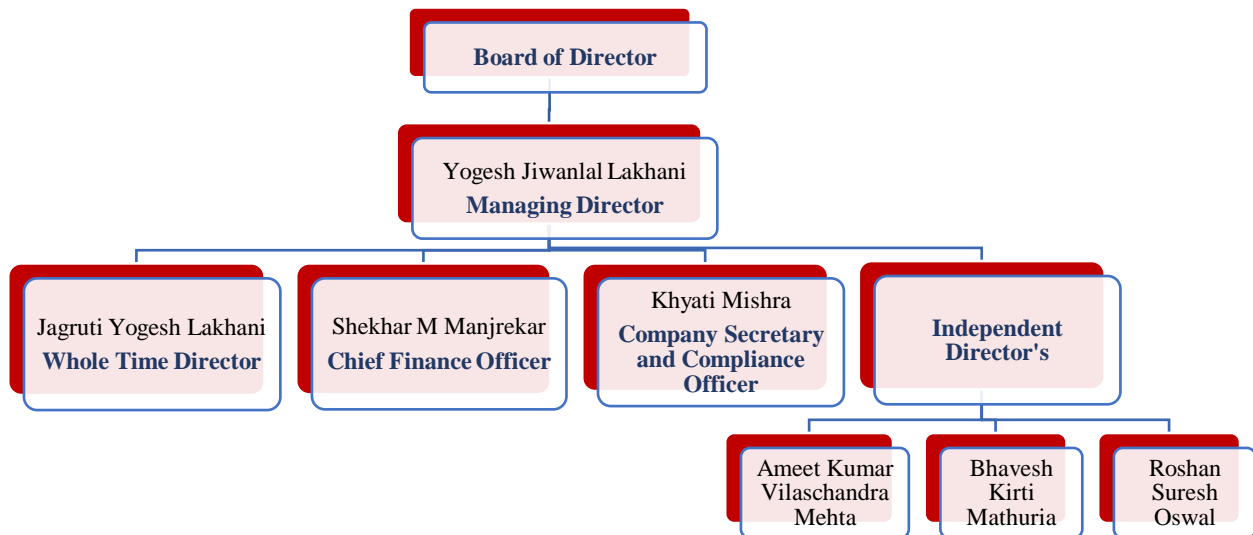 Board of Director
Yogesh Jiwanlal Lakhani
Managing Director
Jagruti Yogesh Lakhani
Whole Time Director
Shekhar M Manjrekar
Chief Finance Officer
Khyati Mishra
Company Secretary
and Compliance
Officer
Independent
Director's
Ameet Kumar
Vilaschandra
Mehta
Bhavesh
Kirti
Mathuria
Roshan
Suresh
Oswal